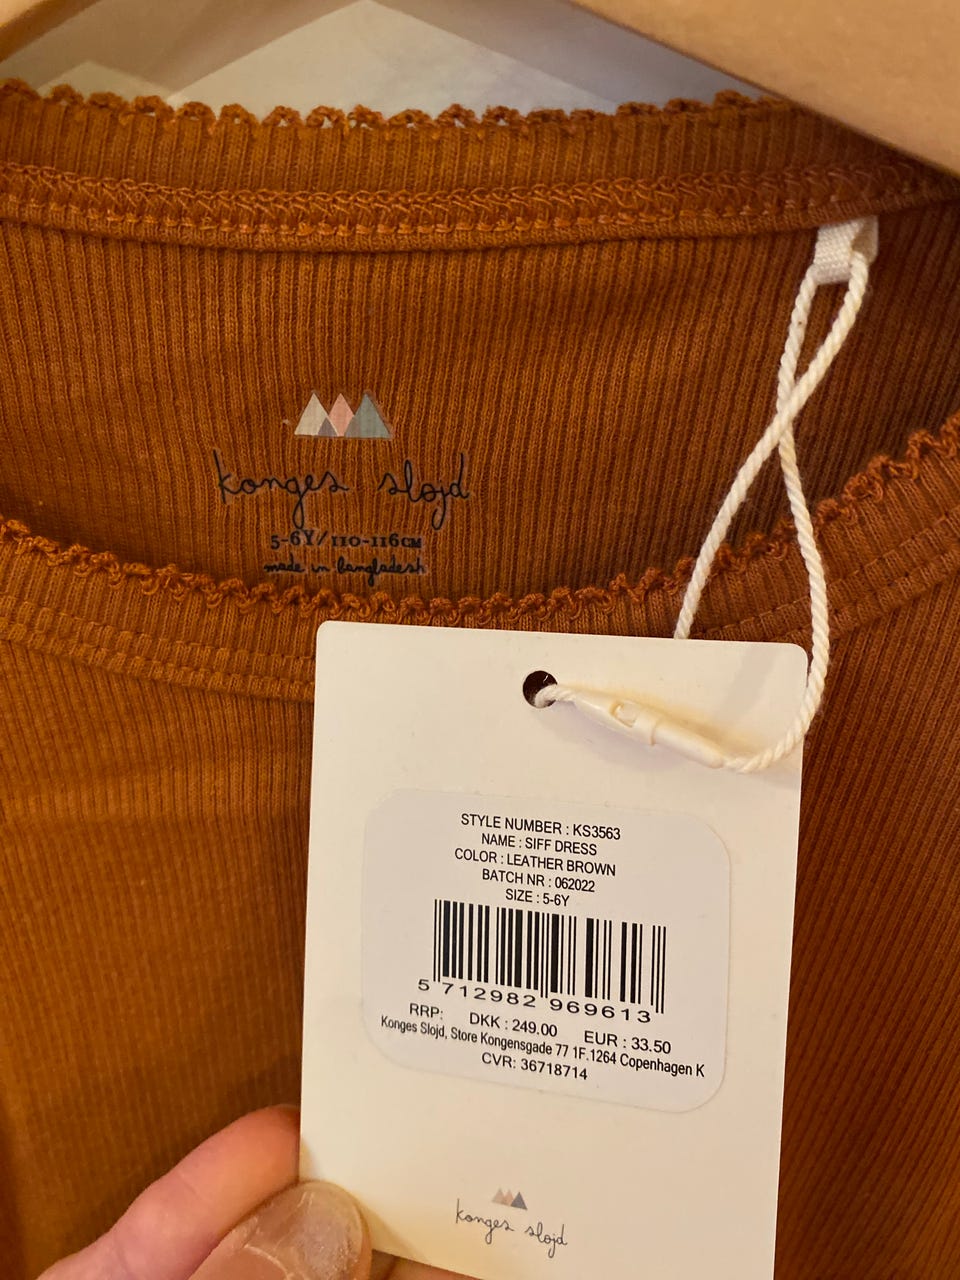 konges sløjd
5-6Y/110-116CM
made in bangladesh
STYLE NUMBER : KS3563
NAME : SIFF DRESS
COLOR : LEATHER BROWN
BATCH NR : 062022
SIZE : 5-6Y
5 712982 969613
RRP: DKK : 249.00 EUR : 33.50
Konges Slojd, Store Kongensgade 77 1F.1264 Copenhagen K
CVR: 36718714
konges sløjd